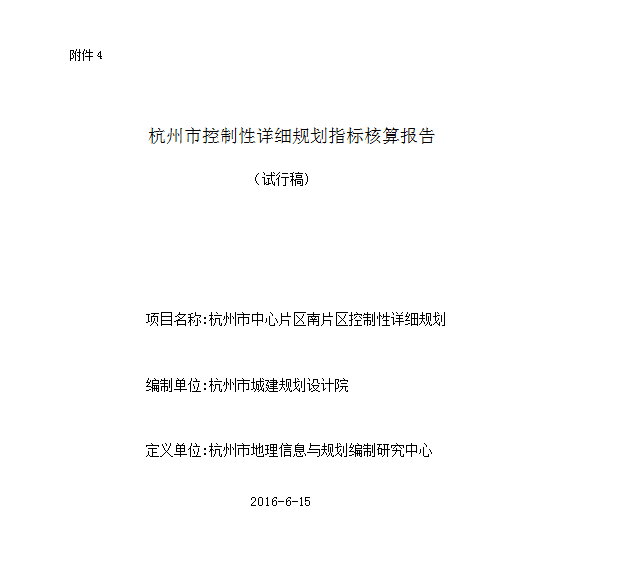 附件 4
杭州市控制性详细规划指标核算报告
（试行稿)
项目名称:杭州市中心片区南片区控制性详细规划
编制单位:杭州市城建规划设计院
定义单位:杭州市地理信息与规划编制研究中心
2016-6-15